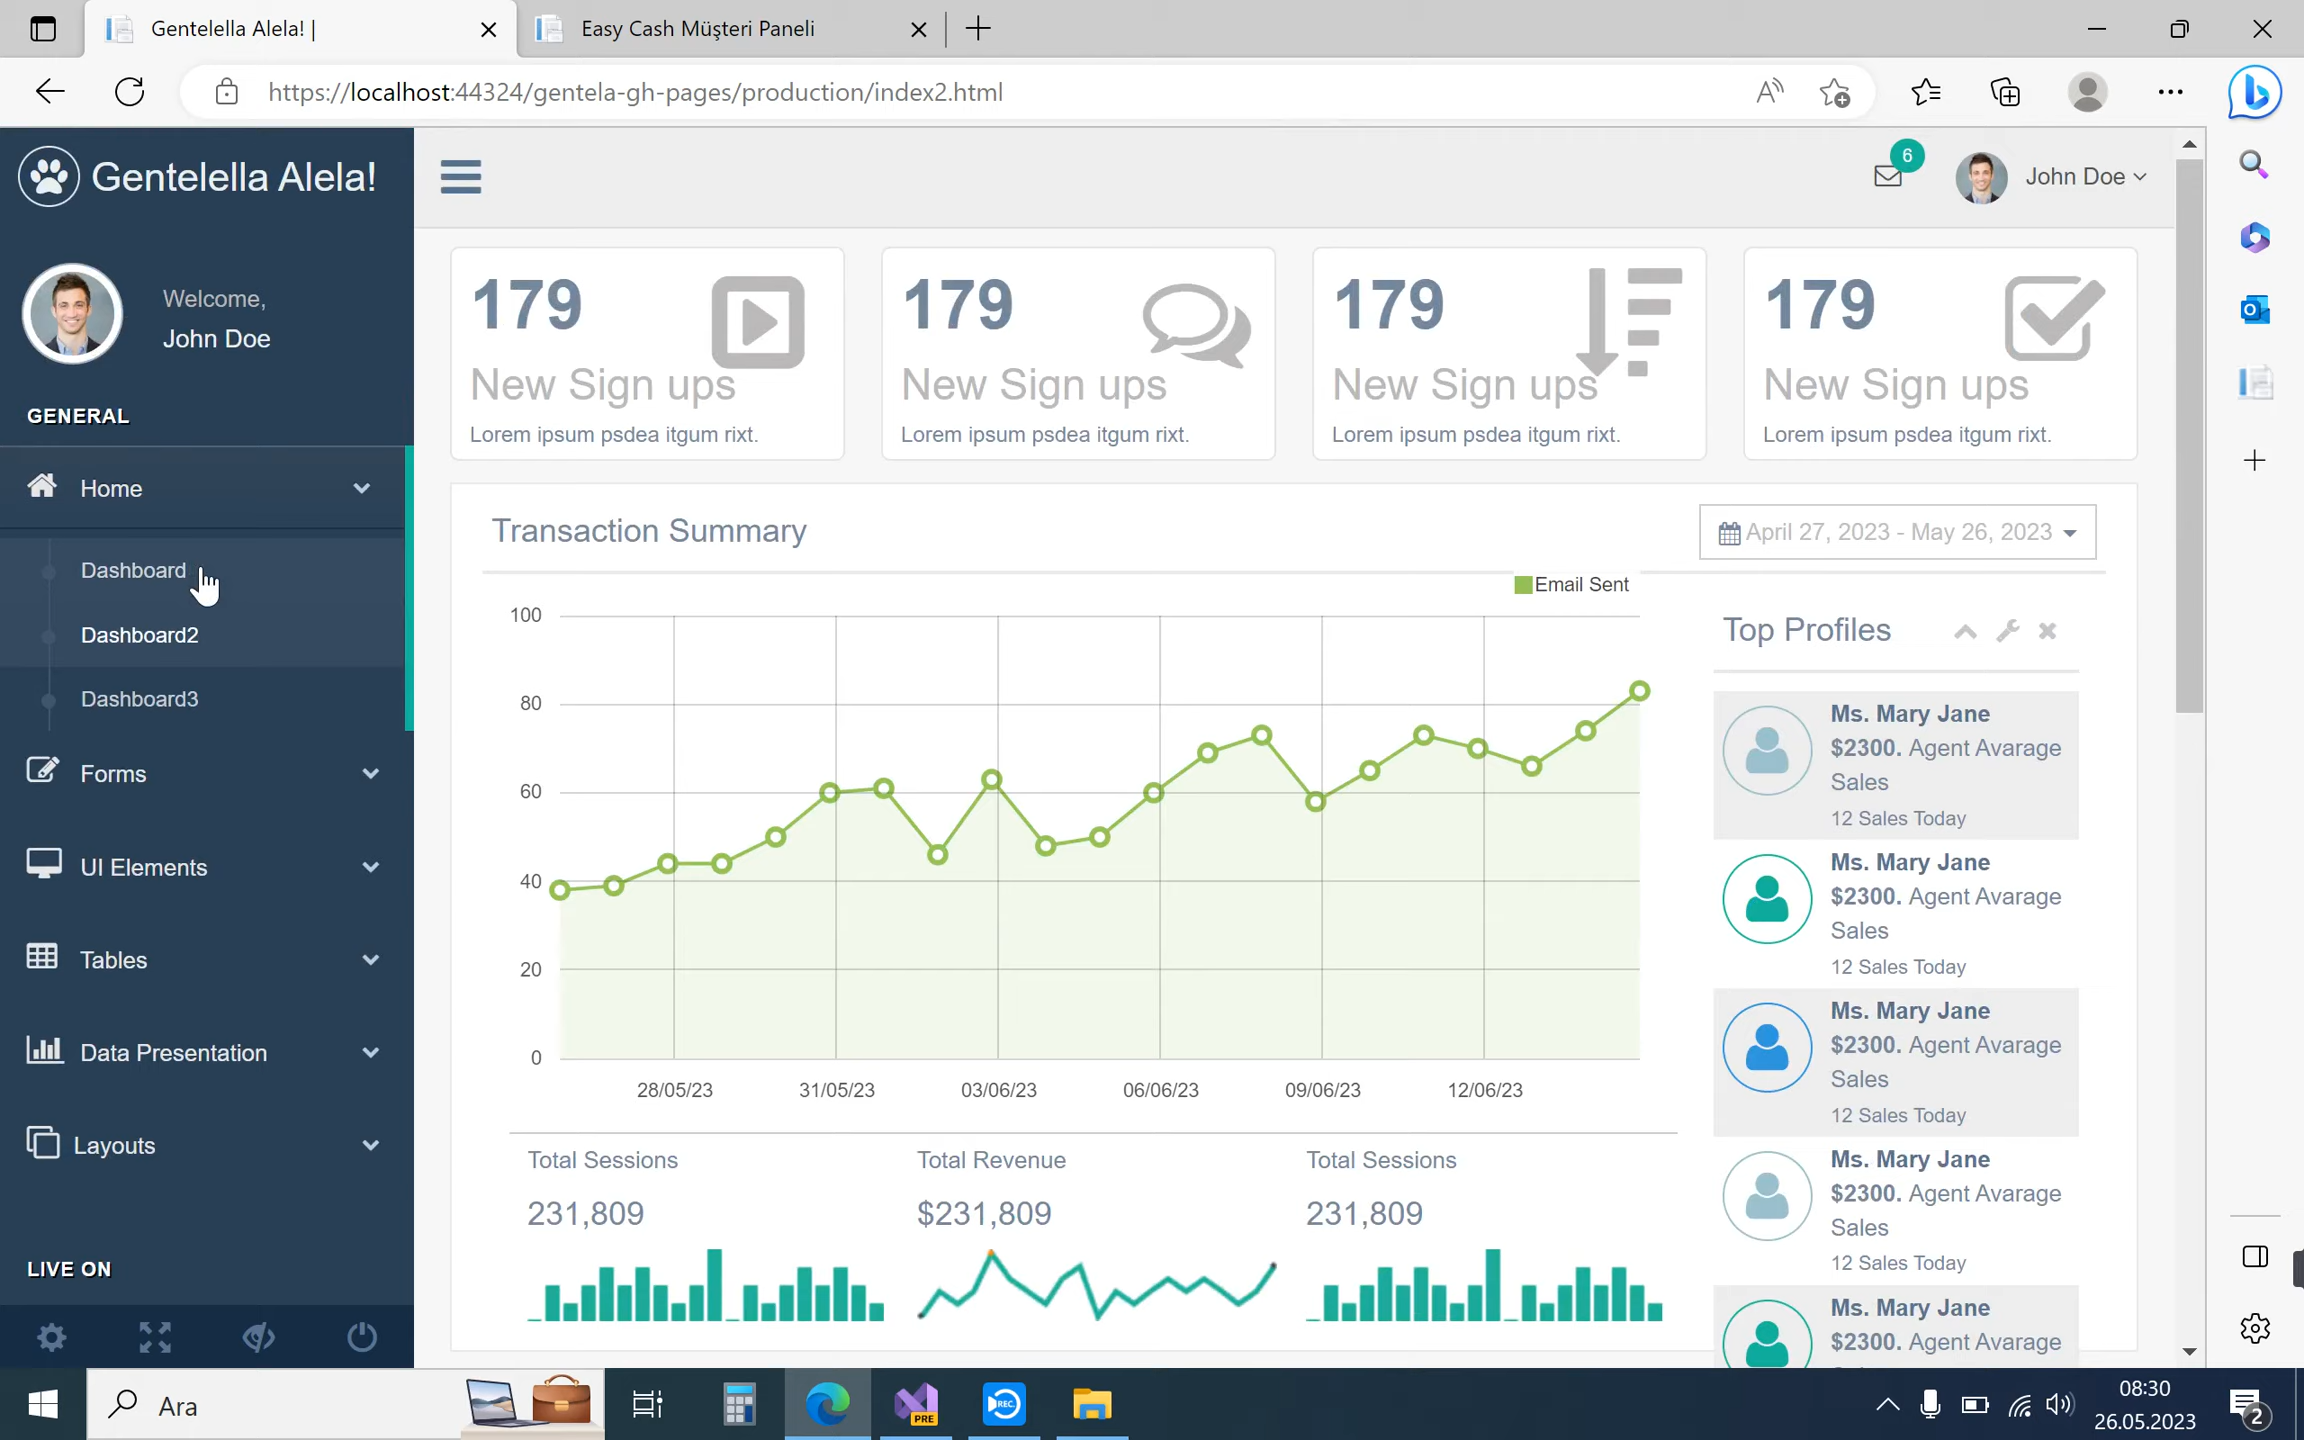 Gentelella Alela! |
Easy Cash Müşteri Paneli
https://localhost:44324/gentela-gh-pages/production/index2.html
Gentelella Alela!
6
John Doe
Welcome,
John Doe
GENERAL
Home
Dashboard
Dashboard2
Dashboard3
Forms
UI Elements
Tables
Data Presentation
Layouts
LIVE ON
179
New Sign ups
Lorem ipsum psdea itgum rixt.
179
New Sign ups
Lorem ipsum psdea itgum rixt.
179
New Sign ups
Lorem ipsum psdea itgum rixt.
179
New Sign ups
Lorem ipsum psdea itgum rixt.
Transaction Summary
April 27, 2023 - May 26, 2023
Email Sent
100
80
60
40
20
0
28/05/23
31/05/23
03/06/23
06/06/23
09/06/23
12/06/23
Total Sessions
231,809
Total Revenue
$231,809
Total Sessions
231,809
Top Profiles
Ms. Mary Jane
$2300. Agent Avarage
Sales
12 Sales Today
Ms. Mary Jane
$2300. Agent Avarage
Sales
12 Sales Today
Ms. Mary Jane
$2300. Agent Avarage
Sales
12 Sales Today
Ms. Mary Jane
$2300. Agent Avarage
Sales
12 Sales Today
Ms. Mary Jane
$2300. Agent Avarage
Ara
PRE
REC
08:30
26.05.2023
2